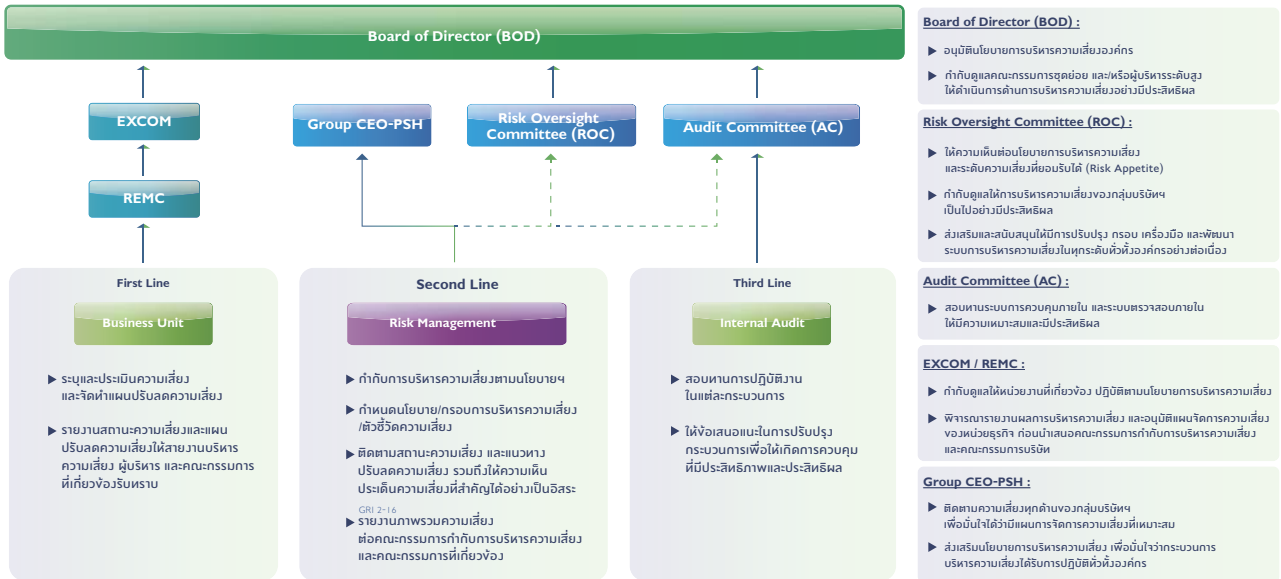 Board of Director (BOD)
EXCOM
REMC
Group CEO-PSH
Risk Oversight
Committee (ROC)
Audit Committee (AC)
First Line
Business Unit
ระบุและประเมินความเสี่ยง
และจัดทำแผนปรับลดความเสี่ยง
รายงานสถานะความเสี่ยงและแผน
ปรับลดความเสี่ยงให้สายงานบริหาร
ความเสี่ยง ผู้บริหาร และคณะกรรมการ
ที่เกี่ยวข้องรับทราบ
Second Line
Risk Management
กำกับการบริหารความเสี่ยงตามนโยบายฯ
กำหนดนโยบาย/กรอบการบริหารความเสี่ยง
/ตัวชี้วัดความเสี่ยง
ติดตามสถานะความเสี่ยง และแนวทาง
ปรับลดความเสี่ยง รวมถึงให้ความเห็น
ประเด็นความเสี่ยงที่สำคัญได้อย่างเป็นอิสระ
GRI 2-16
รายงานภาพรวมความเสี่ยง
ต่อคณะกรรมการกำกับการบริหารความเสี่ยง
และคณะกรรมการที่เกี่ยวข้อง
Third Line
Internal Audit
สอบทานการปฏิบัติงาน
ในแต่ละกระบวนการ
ให้ข้อเสนอแนะในการปรับปรุง
กระบวนการเพื่อให้เกิดการควบคุม
ที่มีประสิทธิภาพและประสิทธิผล
Board of Director (BOD) :
อนุมัตินโยบายการบริหารความเสี่ยงองค์กร
กำกับดูแลคณะกรรมการชุดย่อย และ/หรือผู้บริหารระดับสูง
ให้ดำเนินการด้านการบริหารความเสี่ยงอย่างมีประสิทธิผล
Risk Oversight Committee (ROC) :
ให้ความเห็นต่อนโยบายการบริหารความเสี่ยง
และระดับความเสี่ยงที่ยอมรับได้ (Risk Appetite)
กำกับดูแลให้การบริหารความเสี่ยงของกลุ่มบริษัทฯ
เป็นไปอย่างมีประสิทธิผล
ส่งเสริมและสนับสนุนให้มีการปรับปรุง กรอบ เครื่องมือ และพัฒนา
ระบบการบริหารความเสี่ยงในทุกระดับทั่วทั้งองค์กรอย่างต่อเนื่อง
Audit Committee (AC) :
สอบทานระบบการควบคุมภายใน และระบบตรวจสอบภายใน
ให้มีความเหมาะสมและมีประสิทธิผล
EXCOM / REMC :
กำกับดูแลให้หน่วยงานที่เกี่ยวข้อง ปฏิบัติตามนโยบายการบริหารความเสี่ยง
พิจารณารายงานผลการบริหารความเสี่ยง และอนุมัติแผนจัดการความเสี่ยง
ของหน่วยธุรกิจ ก่อนนำเสนอคณะกรรมการกำกับการบริหารความเสี่ยง
และคณะกรรมการบริษัท
Group CEO-PSH :
ติดตามความเสี่ยงทุกด้านของกลุ่มบริษัทฯ
เพื่อมั่นใจได้ว่ามีแผนการจัดการความเสี่ยงที่เหมาะสม
ส่งเสริมนโยบายการบริหารความเสี่ยง เพื่อมั่นใจว่ากระบวนการ
บริหารความเสี่ยงได้รับการปฏิบัติทั่วทั้งองค์กร